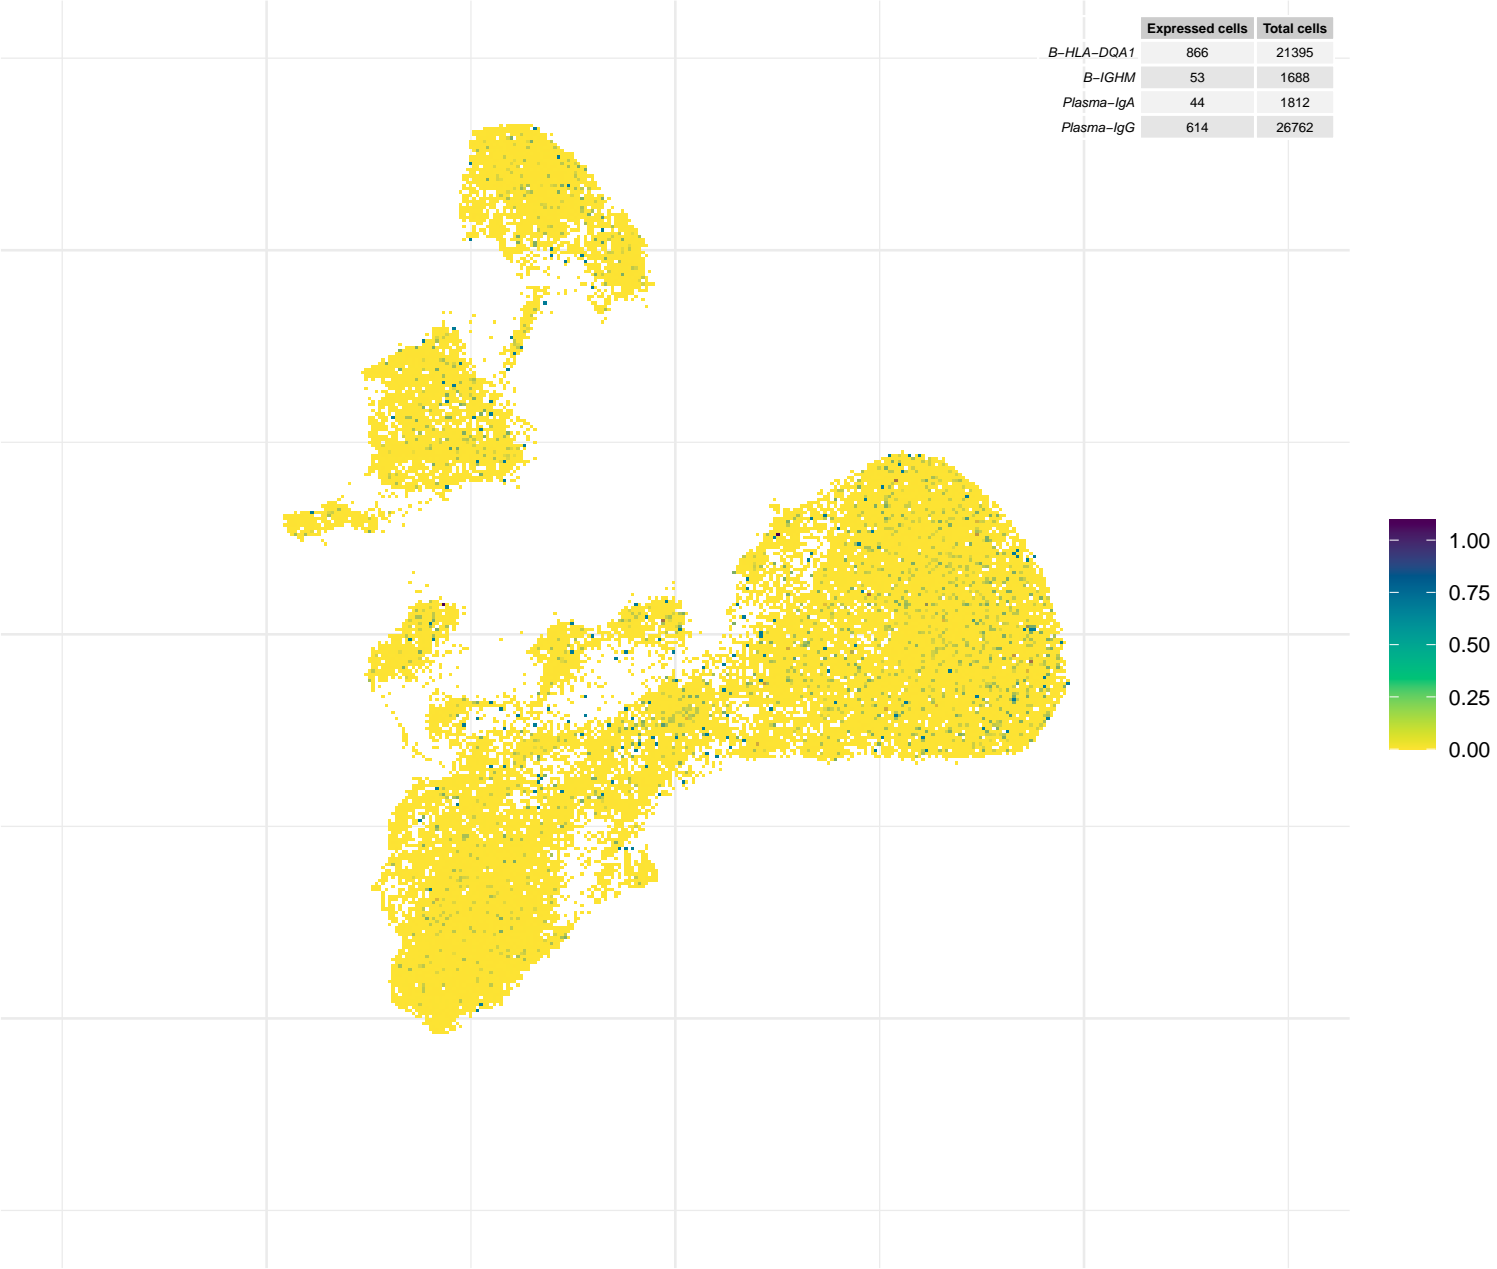 Expressed cells Total cells
B−HLA−DQA1 866 21395
B−IGHM 53 1688
Plasma−IgA 44 1812
Plasma−IgG 614 26762
1.00
0.75
0.50
0.25
0.00